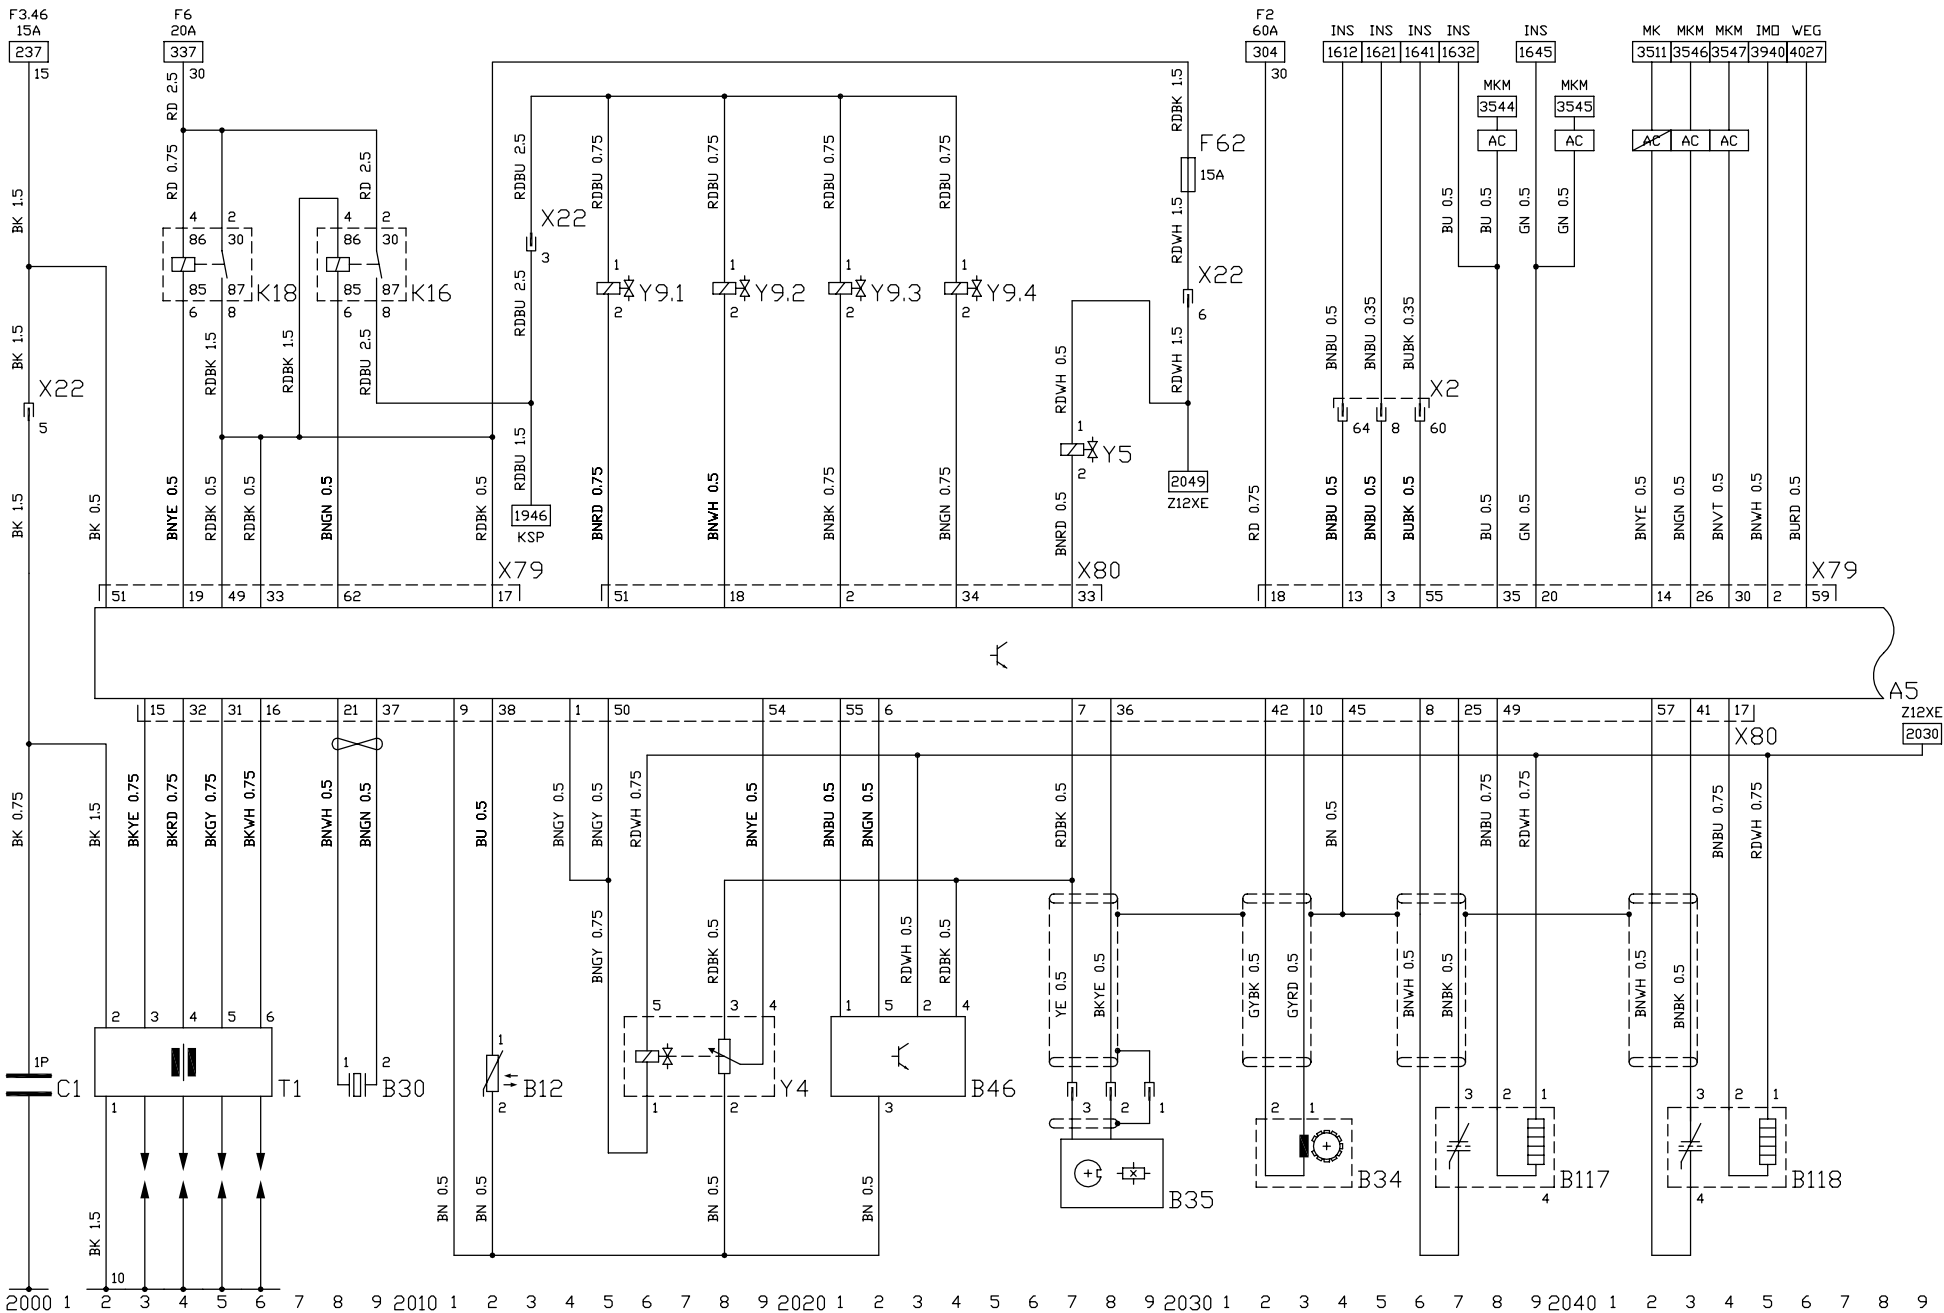 F3.46
15A
237
15
F6
20A
337
30
F2
60A
304
30
INS INS INS INS
1612 1621 1641 1632
INS
1645
MK MKM MKM IMO WEG
3511 3546 3547 3940 4027
MKM
3544
AC
MKM
3545
AC
AC AC AC
RD 2.5
RD 0.75
RD 2.5
BK 1.5
RDBU 2.5
RDBU 0.75
RDBU 0.75
RDBU 0.75
RDBU 0.75
RDBK 1.5
F62
15A
RDWH 1.5
BU 0.5
BU 0.5
GN 0.5
GN 0.5
4 2
86 30
85 87
6 8
K18
4 2
86 30
85 87
6 8
K16
X22
3
1
Y9.1
2
1
Y9.2
2
1
Y9.3
2
1
Y9.4
2
X22
6
BK 1.5
RDBK 1.5
RDBK 1.5
RDBU 2.5
RDBU 2.5
RDWH 0.5
RDWH 1.5
BNBU 0.5
BNBU 0.35
BUBK 0.35
X22
5
X2
64 8 60
1
Y5
2
2049
Z12XE
1946
KSP
BK 1.5
BK 0.5
BNYE 0.5
RDBK 0.5
RDBK 0.5
BNGN 0.5
RDBK 0.5
RDBU 1.5
BNRD 0.75
BNWH 0.5
BNBK 0.75
BNGN 0.75
BNRD 0.5
RD 0.75
BNBU 0.5
BNBU 0.5
BUBK 0.5
BU 0.5
GN 0.5
BNYE 0.5
BNGN 0.5
BNVT 0.5
BNWH 0.5
BURD 0.5
X79
X80
X79
51 19 49 33 62 17 51 18 2 34 33 18 13 3 55 35 20 14 26 30 2 59
A5
15 32 31 16 21 37 9 38 1 50 54 55 6 7 36 42 10 45 8 25 49 57 41 17
X80
Z12XE
2030
BK 0.75
BK 1.5
BKYE 0.75
BKRD 0.75
BKGY 0.75
BKWH 0.75
BNWH 0.5
BNGN 0.5
BU 0.5
BNGY 0.5
BNGY 0.5
RDWH 0.75
BNYE 0.5
BNBU 0.5
BNGN 0.5
RDBK 0.5
BN 0.5
BNBU 0.75
RDWH 0.75
BNBU 0.75
RDWH 0.75
BNGY 0.75
RDBK 0.5
RDWH 0.5
RDBK 0.5
YE 0.5
BKYE 0.5
GYBK 0.5
GYRD 0.5
BNWH 0.5
BNBK 0.5
BNWH 0.5
BNBK 0.5
2 3 4 5 6
5 3 4
1 5 2 4
1P
C1
T1
1
1 2
B30
1
B12
2
Y4
1 2
B46
3
3 2 1
B35
2 1
B34
3 2 1
B117
4
3 2 1
B118
4
BK 1.5
BN 0.5
BN 0.5
BN 0.5
BN 0.5
10
2000 1 2 3 4 5 6 7 8 9 2010 1 2 3 4 5 6 7 8 9 2020 1 2 3 4 5 6 7 8 9 2030 1 2 3 4 5 6 7 8 9 2040 1 2 3 4 5 6 7 8 9